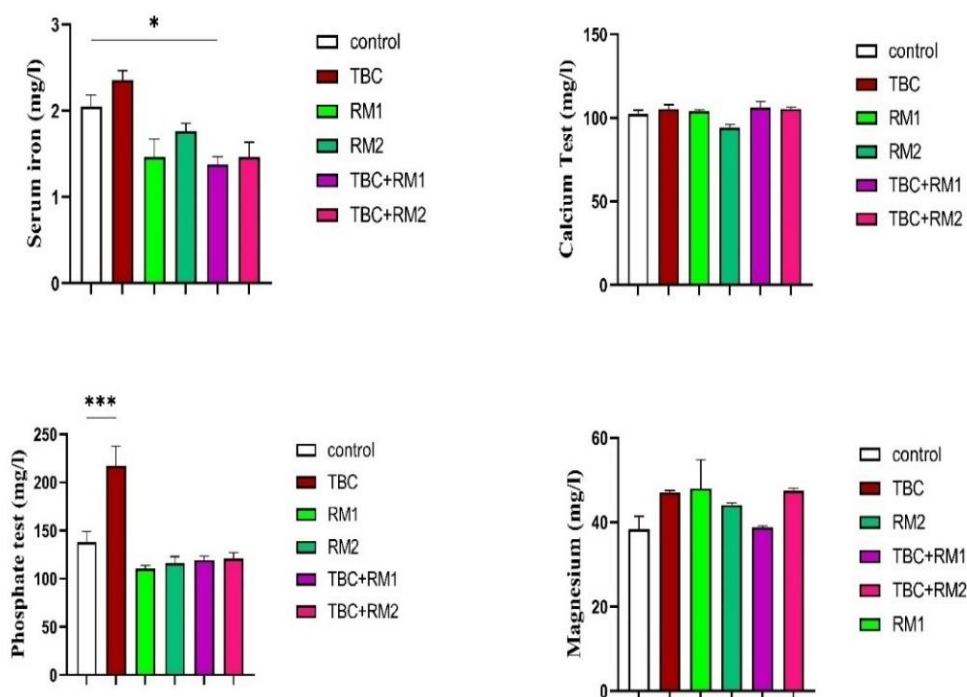 *
3
2
1
0
Serum iron (mg/l)
control
TBC
RM1
RM2
TBC+RM1
TBC+RM2
150
100
50
0
Calcium Test (mg/l)
control
TBC
RM1
RM2
TBC+RM1
TBC+RM2
***
250
200
150
100
50
0
Phosphate test (mg/l)
control
TBC
RM1
RM2
TBC+RM1
TBC+RM2
60
40
20
0
Magnesium (mg/l)
control
TBC
RM2
TBC+RM1
TBC+RM2
RM1